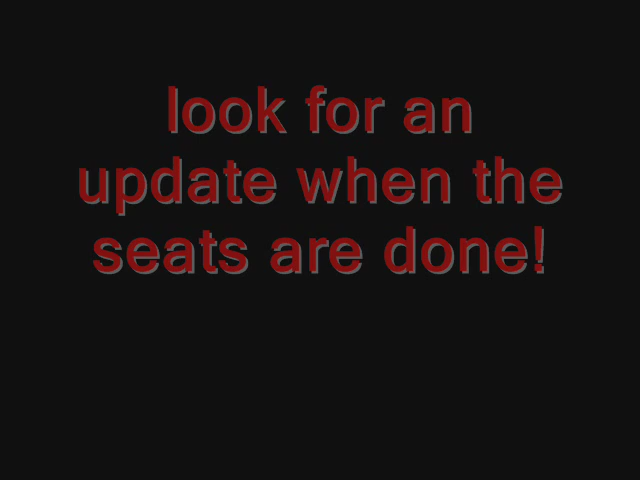 look for an
update when the
seats are done!